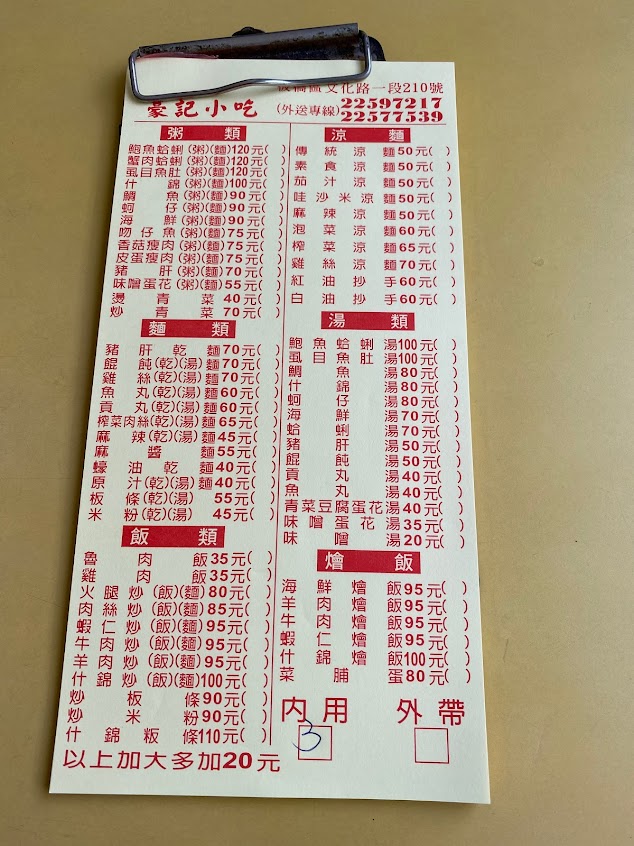 板橋區文化路一段210號
豪記小吃
(外送專線)22597217
22577539
粥類
鮑魚蛤蜊(粥)(麵)120元( )
蟹肉蛤蜊(粥)(麵)120元( )
虱目魚肚(粥)(麵)120元( )
什錦(粥)(麵)100元( )
鯛魚(粥)(麵)90元( )
蚵仔(粥)(麵)90元( )
海鮮(粥)(麵)90元( )
吻仔魚(粥)(麵)75元( )
香菇瘦肉(粥)(麵)75元( )
皮蛋瘦肉(粥)(麵)75元( )
豬肝(粥)(麵)70元( )
味噌蛋花(粥)(麵)55元( )
燙青菜40元( )
炒青菜70元( )
麵類
豬肝乾麵70元( )
餛飩(乾)(湯)麵70元( )
雞絲(乾)(湯)麵70元( )
魚丸(乾)(湯)麵60元( )
貢丸(乾)(湯)麵60元( )
榨菜肉絲(乾)(湯)麵65元( )
麻辣(乾)(湯)麵45元( )
麻醬麵55元( )
蠔油乾麵40元( )
原汁(乾)(湯)麵40元( )
板條(乾)(湯)55元( )
米粉(乾)(湯)45元( )
飯類
魯肉飯35元( )
雞肉飯35元( )
火腿炒(飯)(麵)80元( )
肉絲炒(飯)(麵)85元( )
蝦仁炒(飯)(麵)95元( )
牛肉炒(飯)(麵)95元( )
羊肉炒(飯)(麵)95元( )
什錦炒(飯)(麵)100元( )
炒板條90元( )
炒米粉90元( )
什錦粄條110元( )
以上加大多加20元
涼麵
傳統涼麵50元( )
素食涼麵50元( )
茄汁涼麵50元( )
哇沙米涼麵50元( )
麻辣涼麵50元( )
泡菜涼麵60元( )
榨菜涼麵65元( )
雞絲涼麵70元( )
紅油抄手60元( )
白油抄手60元( )
湯類
鮑魚蛤蜊湯100元( )
虱目魚肚湯100元( )
鯛魚湯80元( )
什錦湯80元( )
蚵仔湯80元( )
海鮮湯70元( )
蛤蜊湯70元( )
豬肝湯50元( )
餛飩湯50元( )
貢丸湯40元( )
魚丸湯40元( )
青菜豆腐蛋花湯40元( )
味噌蛋花湯35元( )
味噌湯20元( )
燴飯
海鮮燴飯95元( )
羊肉燴飯95元( )
牛肉燴飯95元( )
蝦仁燴飯95元( )
什錦燴飯100元( )
菜脯蛋80元( )
內用 外帶
3